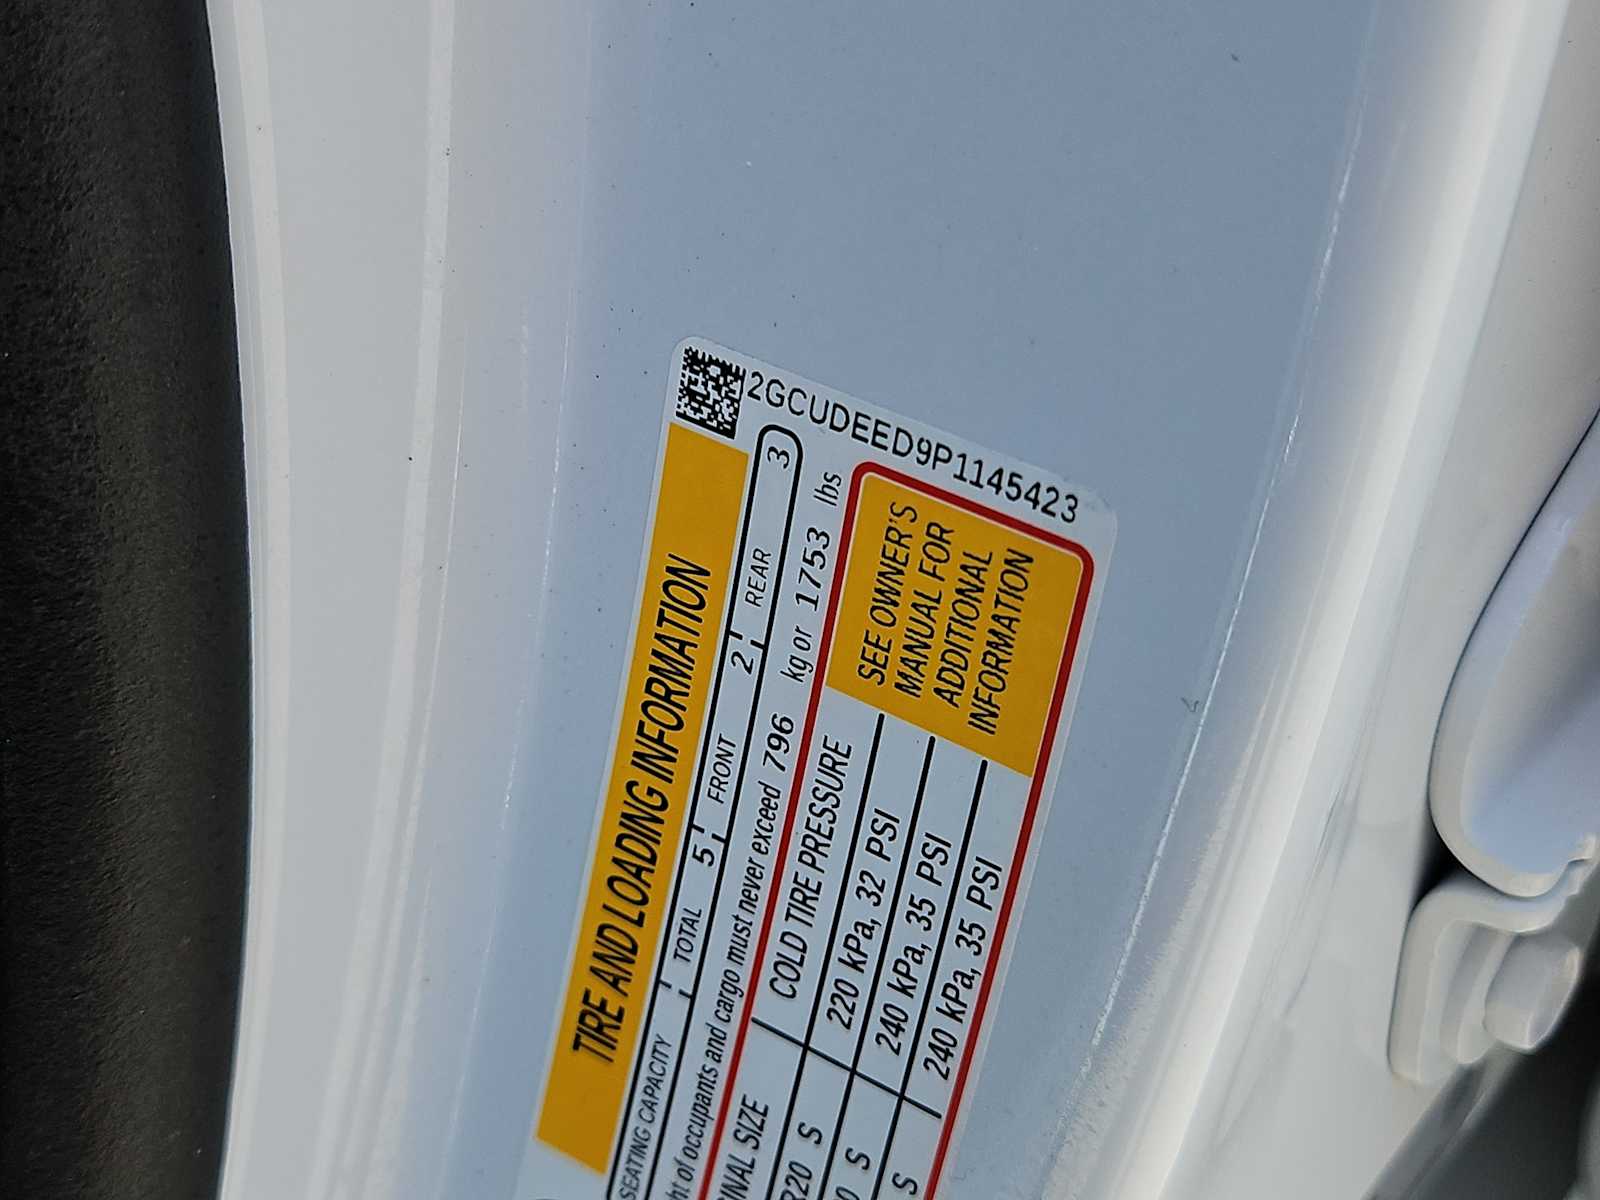 2GCUDEED9P1145423
TIRE AND LOADING INFORMATION
SEATING CAPACITY TOTAL 5 FRONT 2 REAR 3
of occupants and cargo must never exceed 796 kg or 1753 lbs
SIZE COLD TIRE PRESSURE
S 220 kPa, 32 PSI
S 240 kPa, 35 PSI
S 240 kPa, 35 PSI
SEE OWNER'S
MANUAL FOR
ADDITIONAL
INFORMATION